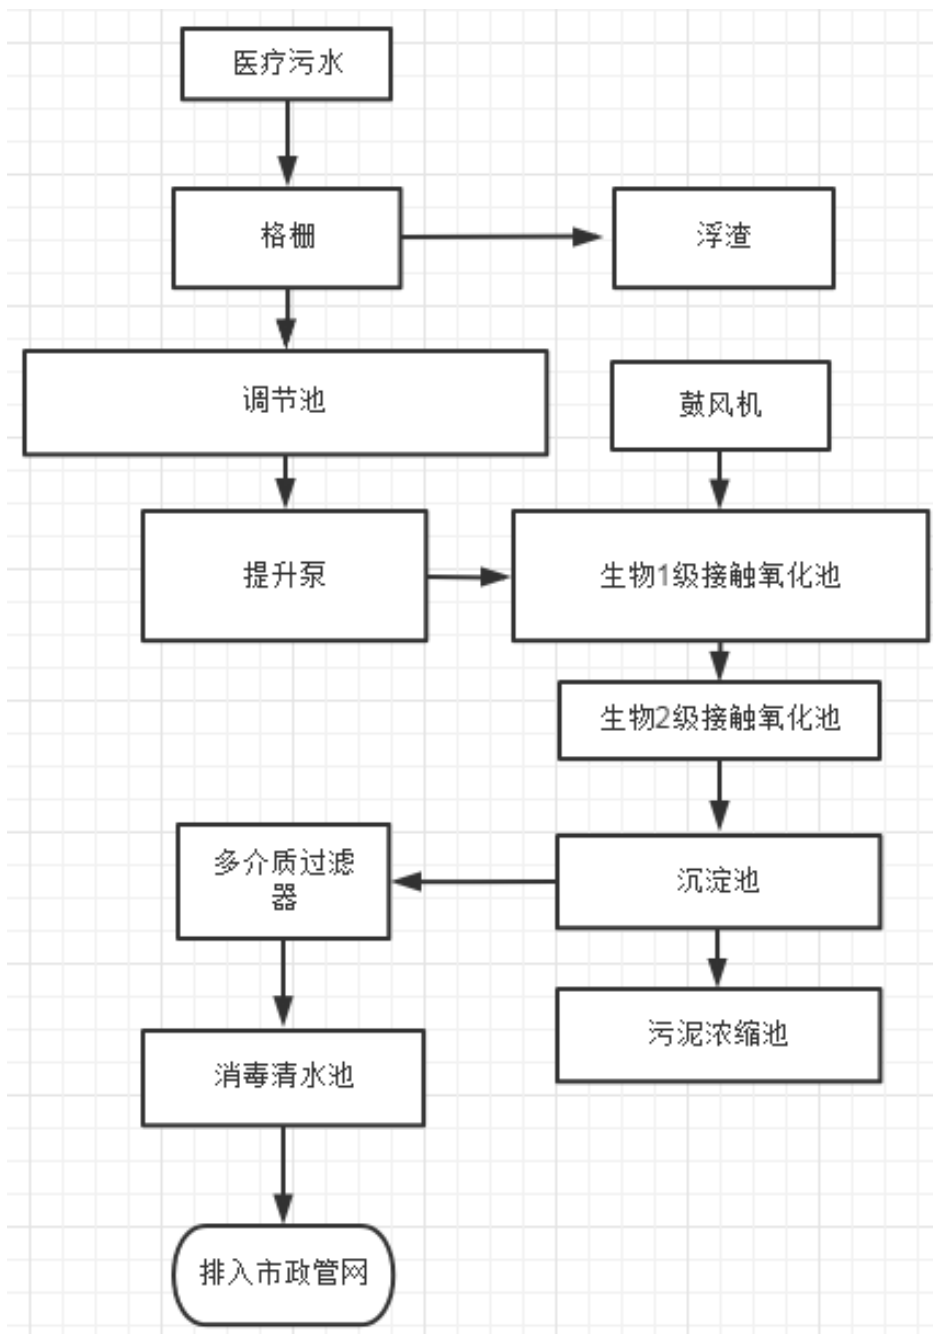 医疗污水
格栅
浮渣
调节池
鼓风机
提升泵
生物1级接触氧化池
生物2级接触氧化池
多介质过滤
器
沉淀池
污泥浓缩池
消毒清水池
排入市政管网